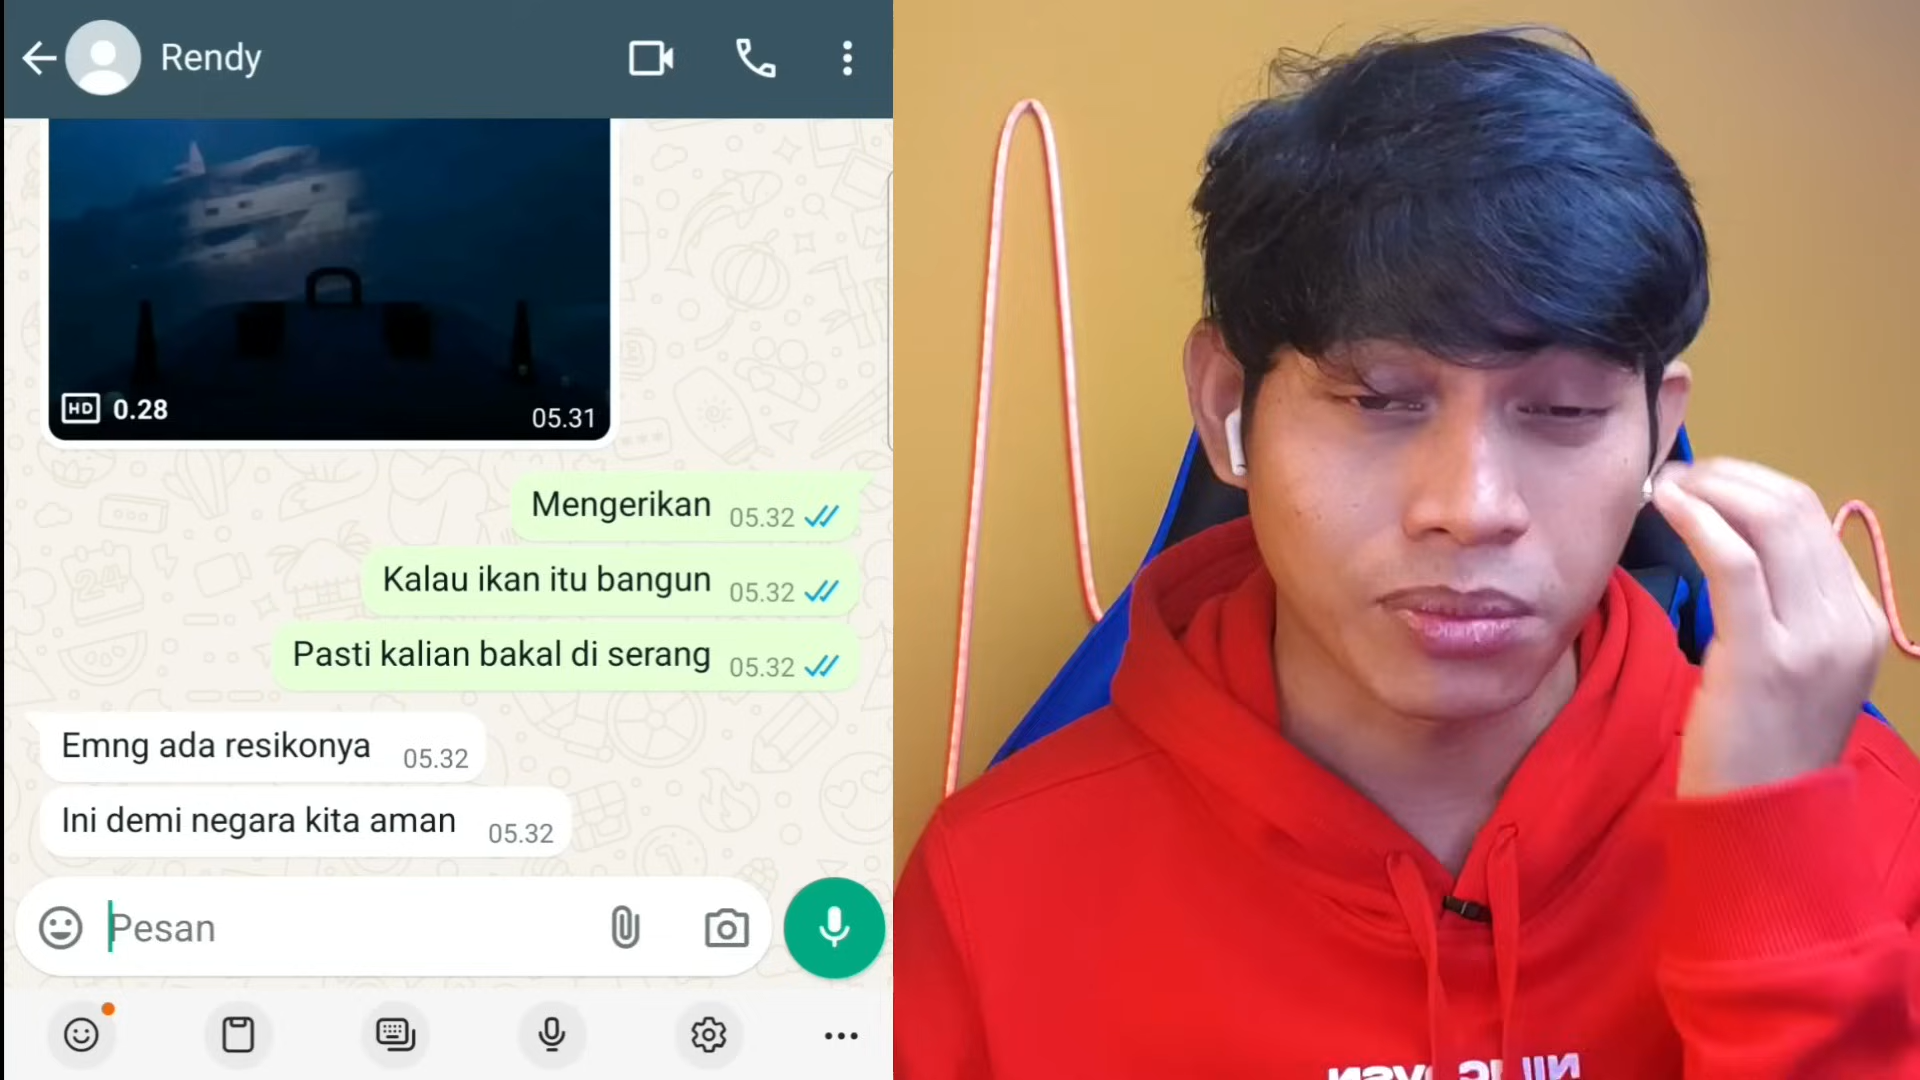 Rendy
HD 0.28
05.31
Mengerikan 05.32
Kalau ikan itu bangun 05.32
Pasti kalian bakal di serang 05.32
Emng ada resikonya 05.32
Ini demi negara kita aman 05.32
Pesan